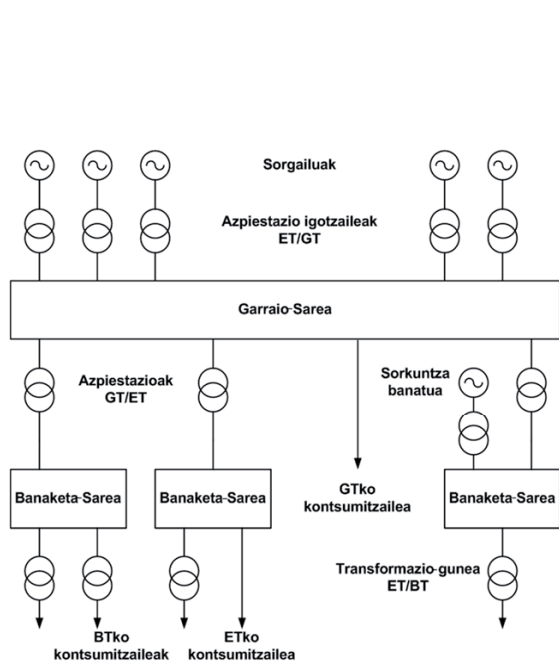 Sorgailuak
Azpiestazio igotzaileak
ET/GT
Garraio-Sarea
Azpiestazioak
GT/ET
Sorkuntza
banatua
Banaketa-Sarea
Banaketa-Sarea
GTko
kontsumitzailea
Banaketa-Sarea
Transformazio-gunea
ET/BT
BTko
kontsumitzaileak
ETko
kontsumitzailea